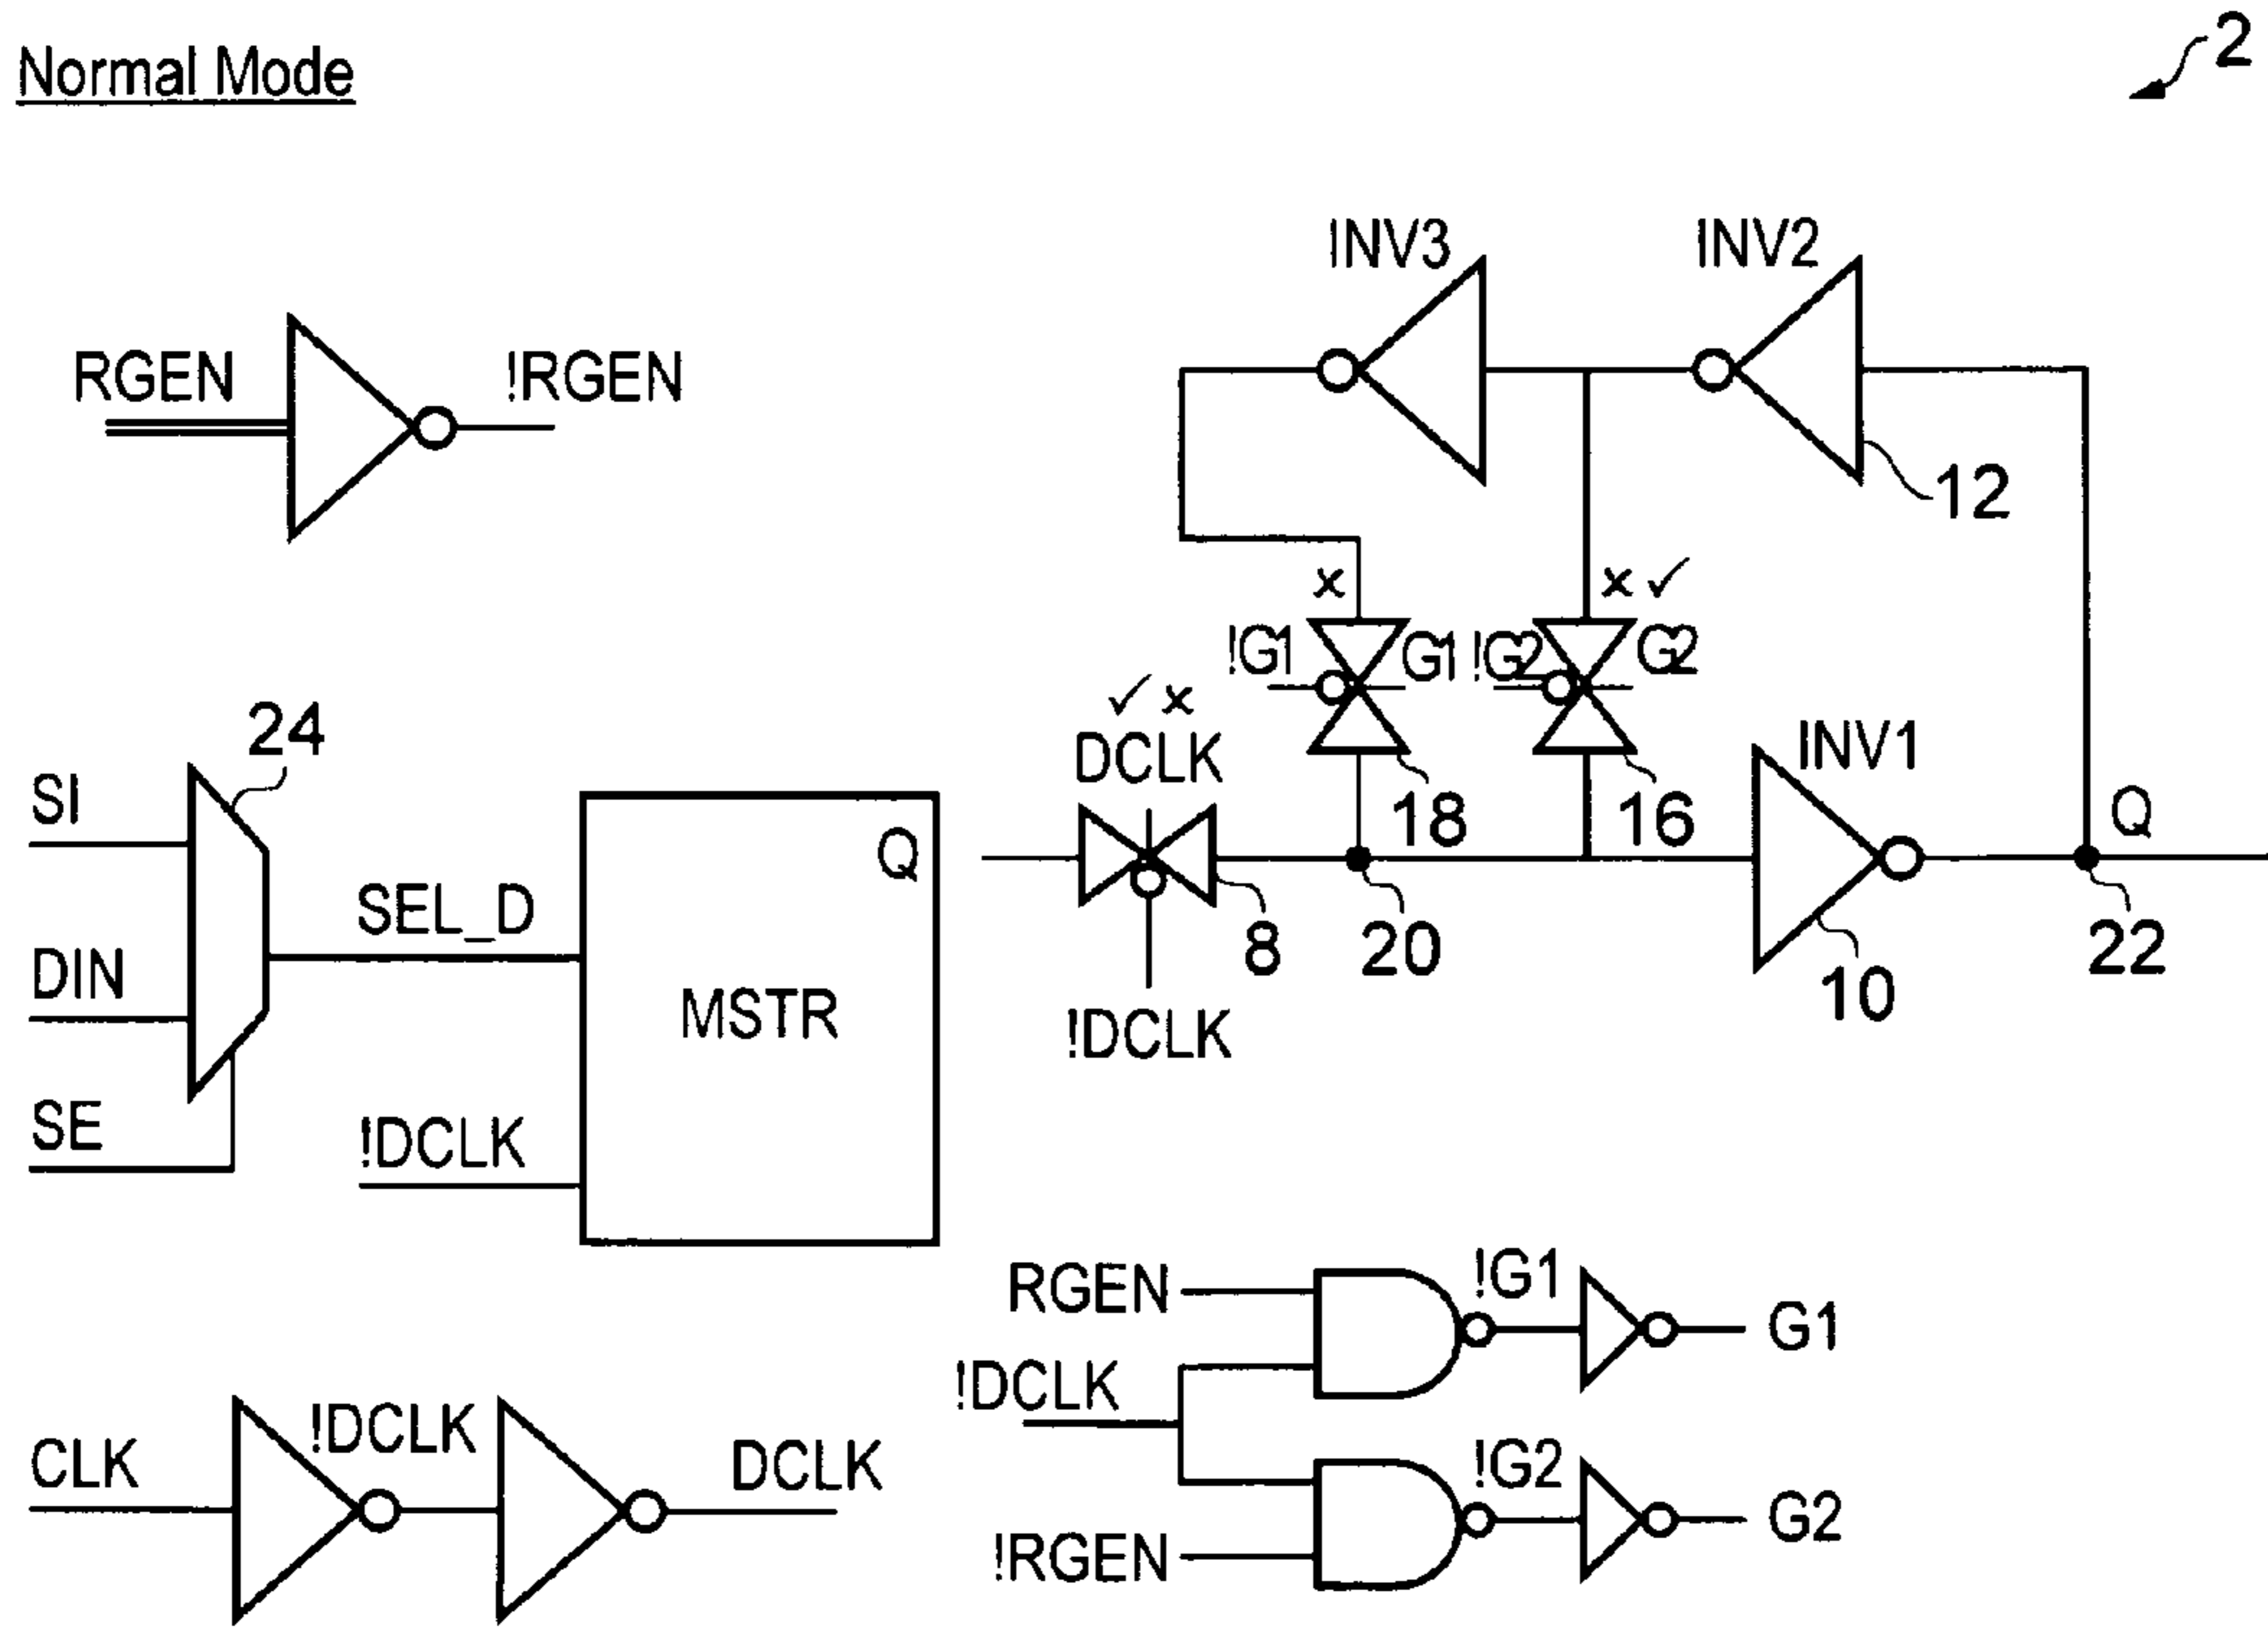 Normal Mode
2
INV3
INV2
RGEN
!RGEN
12
x
x ✓
!G1
G1
!G2
G2
✓ x
DCLK
24
SI
INV1
18
16
Q
Q
SEL_D
8
20
22
DIN
10
MSTR
!DCLK
SE
!DCLK
RGEN
!G1
G1
!DCLK
CLK
!DCLK
DCLK
!G2
G2
!RGEN